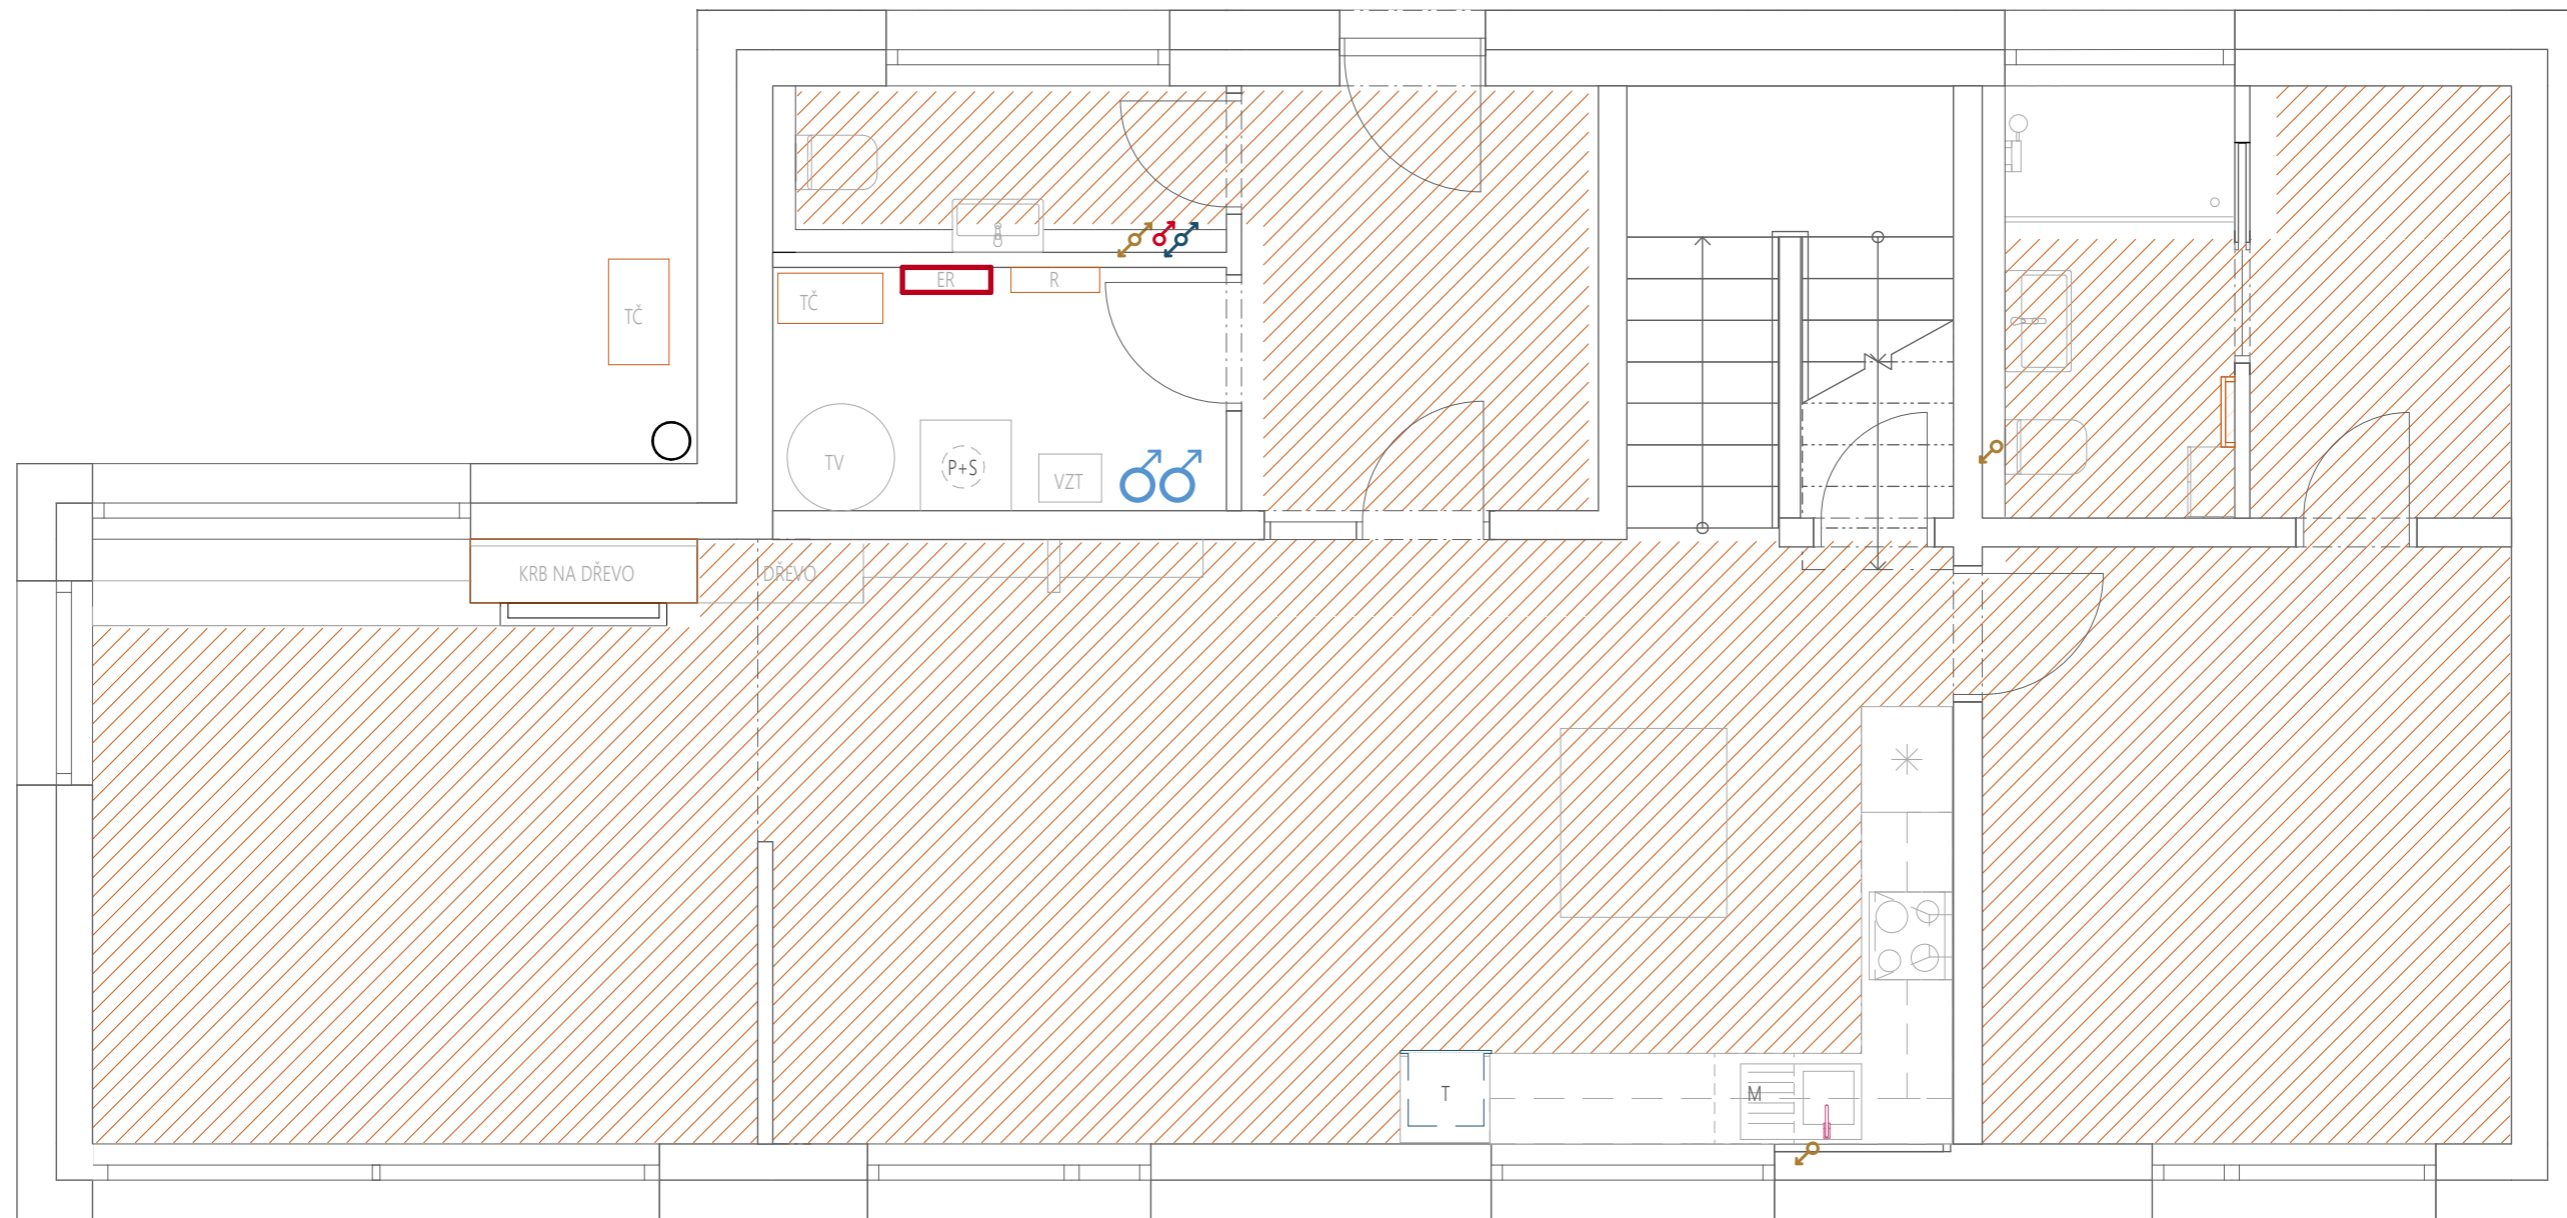 ER
R
TČ
TČ
TV
P+S
VZT
KRB NA DŘEVO
DŘEVO
T
M